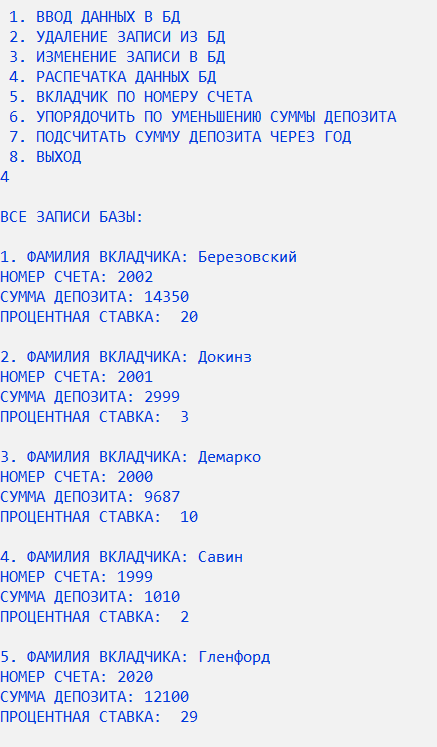 1. ВВОД ДАННЫХ В БД
2. УДАЛЕНИЕ ЗАПИСИ ИЗ БД
3. ИЗМЕНЕНИЕ ЗАПИСИ В БД
4. РАСПЕЧАТКА ДАННЫХ БД
5. ВКЛАДЧИК ПО НОМЕРУ СЧЕТА
6. УПОРЯДОЧИТЬ ПО УМЕНЬШЕНИЮ СУММЫ ДЕПОЗИТА
7. ПОДСЧИТАТЬ СУММУ ДЕПОЗИТА ЧЕРЕЗ ГОД
8. ВЫХОД
4
ВСЕ ЗАПИСИ БАЗЫ:
1. ФАМИЛИЯ ВКЛАДЧИКА: Березовский
НОМЕР СЧЕТА: 2002
СУММА ДЕПОЗИТА: 14350
ПРОЦЕНТНАЯ СТАВКА:  20
2. ФАМИЛИЯ ВКЛАДЧИКА: Докинз
НОМЕР СЧЕТА: 2001
СУММА ДЕПОЗИТА: 2999
ПРОЦЕНТНАЯ СТАВКА:  3
3. ФАМИЛИЯ ВКЛАДЧИКА: Демарко
НОМЕР СЧЕТА: 2000
СУММА ДЕПОЗИТА: 9687
ПРОЦЕНТНАЯ СТАВКА:  10
4. ФАМИЛИЯ ВКЛАДЧИКА: Савин
НОМЕР СЧЕТА: 1999
СУММА ДЕПОЗИТА: 1010
ПРОЦЕНТНАЯ СТАВКА:  2
5. ФАМИЛИЯ ВКЛАДЧИКА: Гленфорд
НОМЕР СЧЕТА: 2020
СУММА ДЕПОЗИТА: 12100
ПРОЦЕНТНАЯ СТАВКА:  29